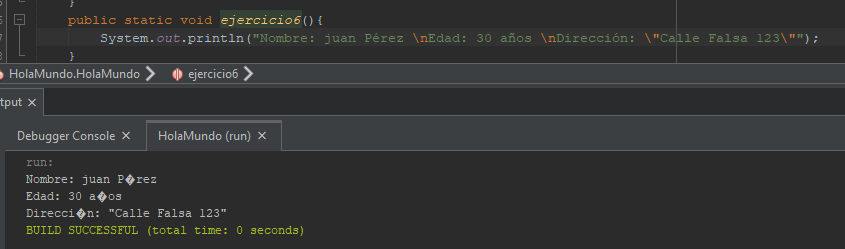 }
public static void ejercicio6(){
System.out.println("Nombre: juan Pérez \nEdad: 30 años \nDirección: \"Calle Falsa 123\"");
}
HolaMundo.HolaMundo
ejercicio6
tput ×
Debugger Console × HolaMundo (run) ×
run:
Nombre: juan P�rez
Edad: 30 a�os
Direcci�n: "Calle Falsa 123"
BUILD SUCCESSFUL (total time: 0 seconds)